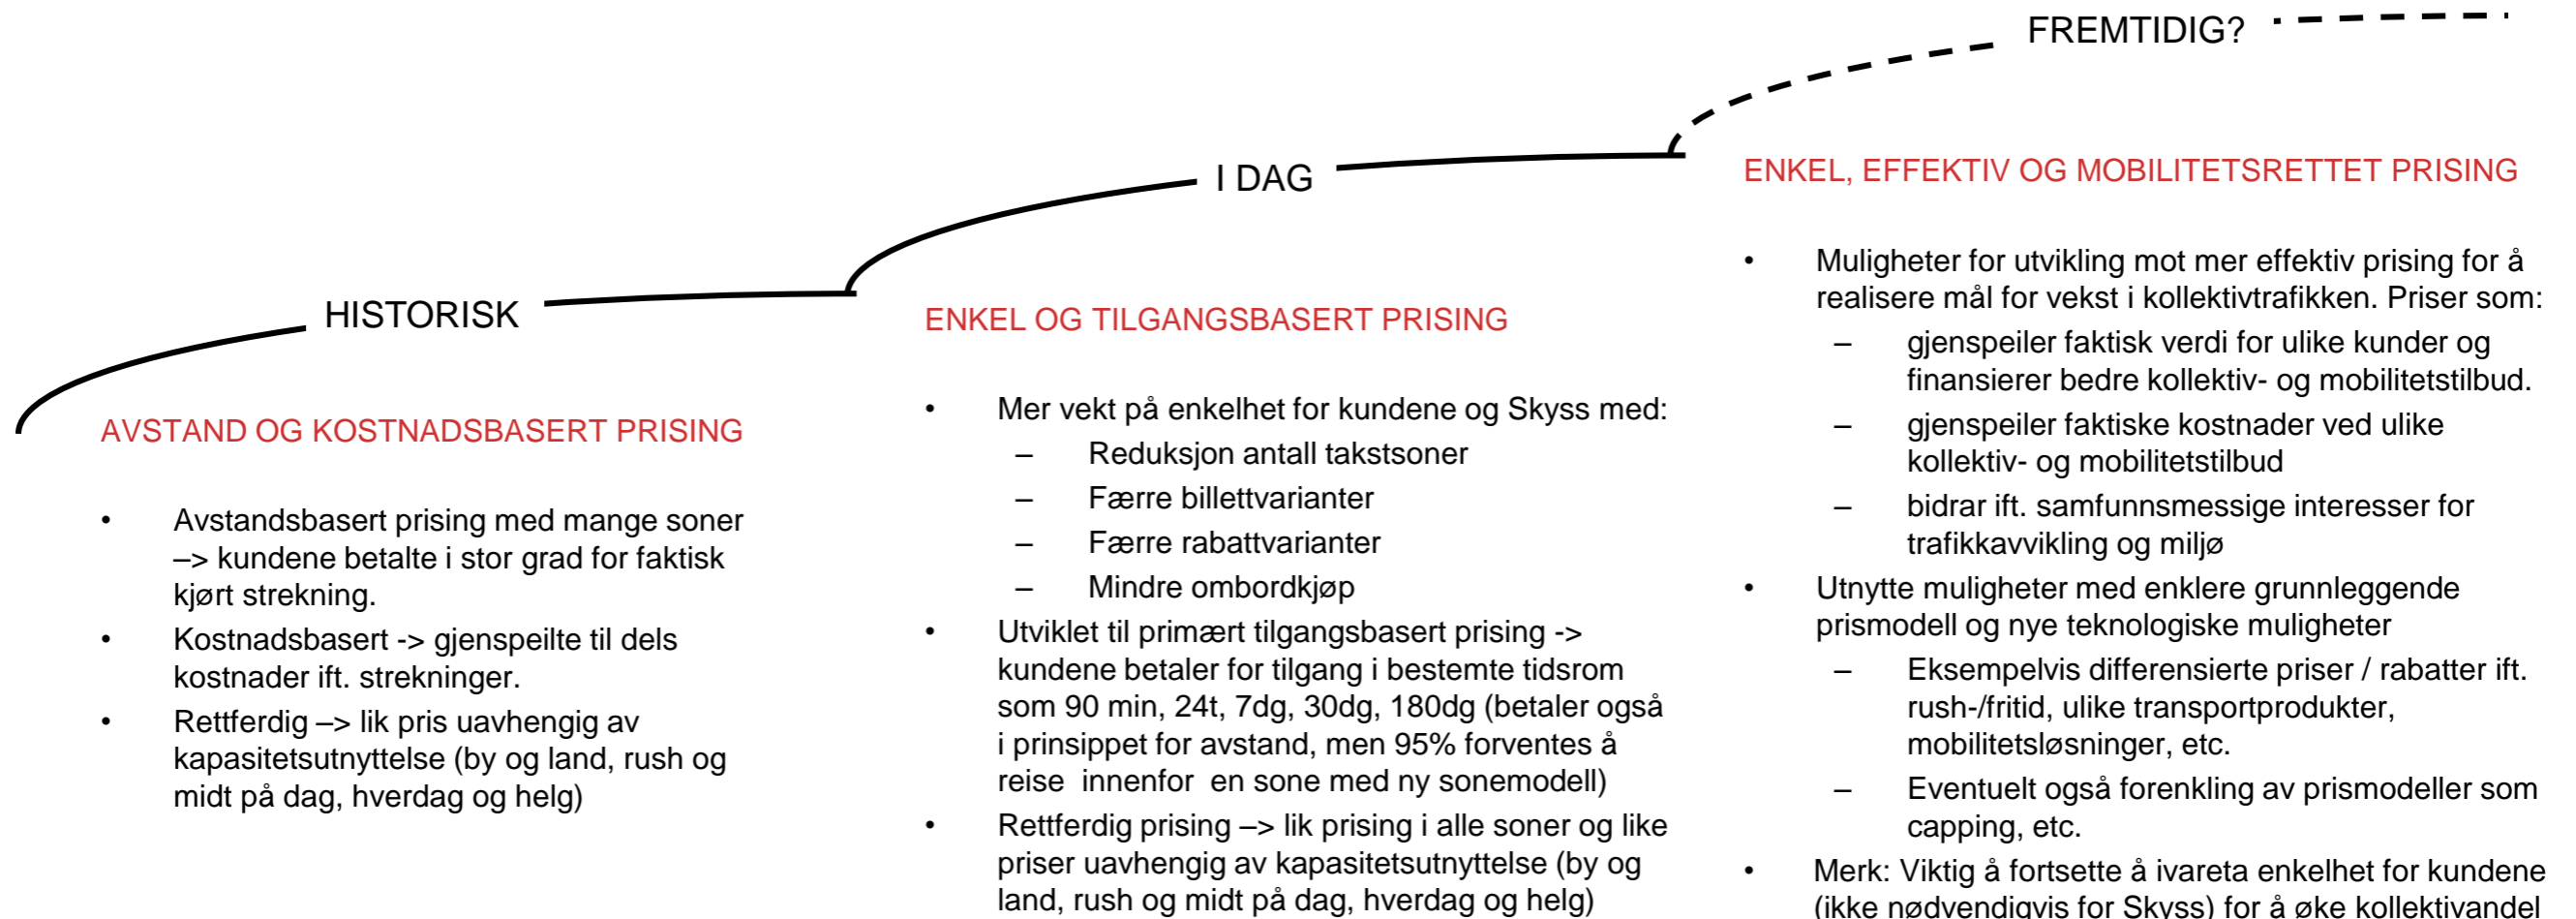 HISTORISK
AVSTAND OG KOSTNADSBASERT PRISING
• Avstandsbasert prising med mange soner
–> kundene betalte i stor grad for faktisk
kjørt strekning.
• Kostnadsbasert -> gjenspeilte til dels
kostnader ift. strekninger.
• Rettferdig –> lik pris uavhengig av
kapasitetsutnyttelse (by og land, rush og
midt på dag, hverdag og helg)
I DAG
ENKEL OG TILGANGSBASERT PRISING
• Mer vekt på enkelhet for kundene og Skyss med:
– Reduksjon antall takstsoner
– Færre billettvarianter
– Færre rabattvarianter
– Mindre ombordkjøp
• Utviklet til primært tilgangsbasert prising ->
kundene betaler for tilgang i bestemte tidsrom
som 90 min, 24t, 7dg, 30dg, 180dg (betaler også
i prinsippet for avstand, men 95% forventes å
reise innenfor en sone med ny sonemodell)
• Rettferdig prising –> lik prising i alle soner og like
priser uavhengig av kapasitetsutnyttelse (by og
land, rush og midt på dag, hverdag og helg)
FREMTIDIG?
ENKEL, EFFEKTIV OG MOBILITETSRETTET PRISING
• Muligheter for utvikling mot mer effektiv prising for å
realisere mål for vekst i kollektivtrafikken. Priser som:
– gjenspeiler faktisk verdi for ulike kunder og
finansierer bedre kollektiv- og mobilitetstilbud.
– gjenspeiler faktiske kostnader ved ulike
kollektiv- og mobilitetstilbud
– bidrar ift. samfunnsmessige interesser for
trafikkavvikling og miljø
• Utnytte muligheter med enklere grunnleggende
prismodell og nye teknologiske muligheter
– Eksempelvis differensierte priser / rabatter ift.
rush-/fritid, ulike transportprodukter,
mobilitetsløsninger, etc.
– Eventuelt også forenkling av prismodeller som
capping, etc.
• Merk: Viktig å fortsette å ivareta enkelhet for kundene
(ikke nødvendigvis for Skyss) for å øke kollektivandel